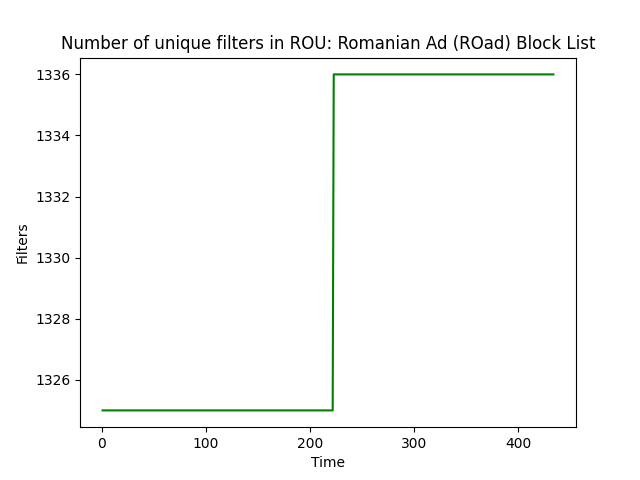 Number of unique filters in ROU: Romanian Ad (ROad) Block List
1336
1334
1332
1330
1328
1326
Filters
0 100 200 300 400
Time